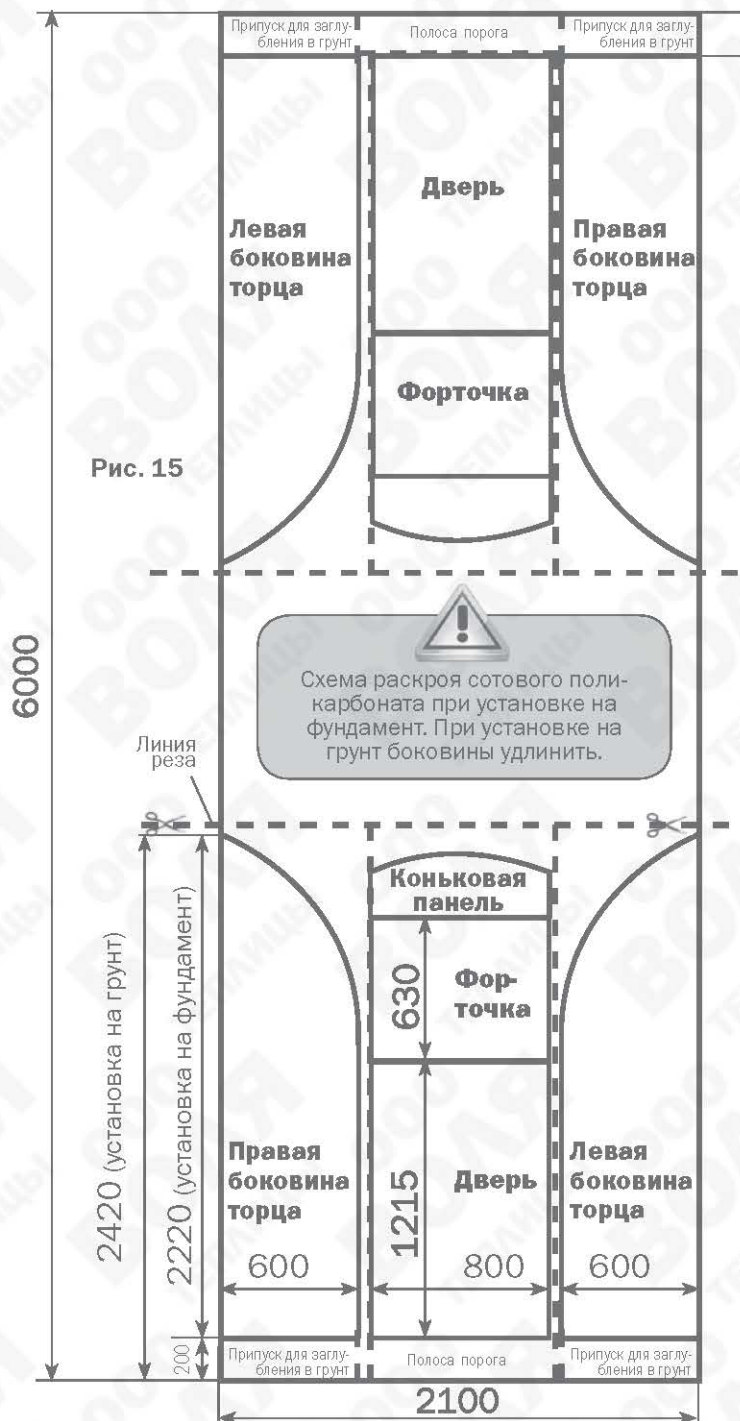 Припуск для заглу-
бления в грунт
Полоса порога
Припуск для заглу-
бления в грунт
Дверь
Левая
боковина
торца
Правая
боковина
торца
Форточка
Рис. 15
6000
Схема раскроя сотового поли-
карбоната при установке на
фундамент. При установке на
грунт боковины удлинить.
Линия
реза
Коньковая
панель
630
Фор-
точка
2420 (установка на грунт)
2220 (установка на фундамент)
Правая
боковина
торца
1215
Дверь
Левая
боковина
торца
600
800
600
200
Припуск для заглу-
бления в грунт
Полоса порога
Припуск для заглу-
бления в грунт
2100
ООО
ВОЛЯ
ТЕПЛИЦЫ